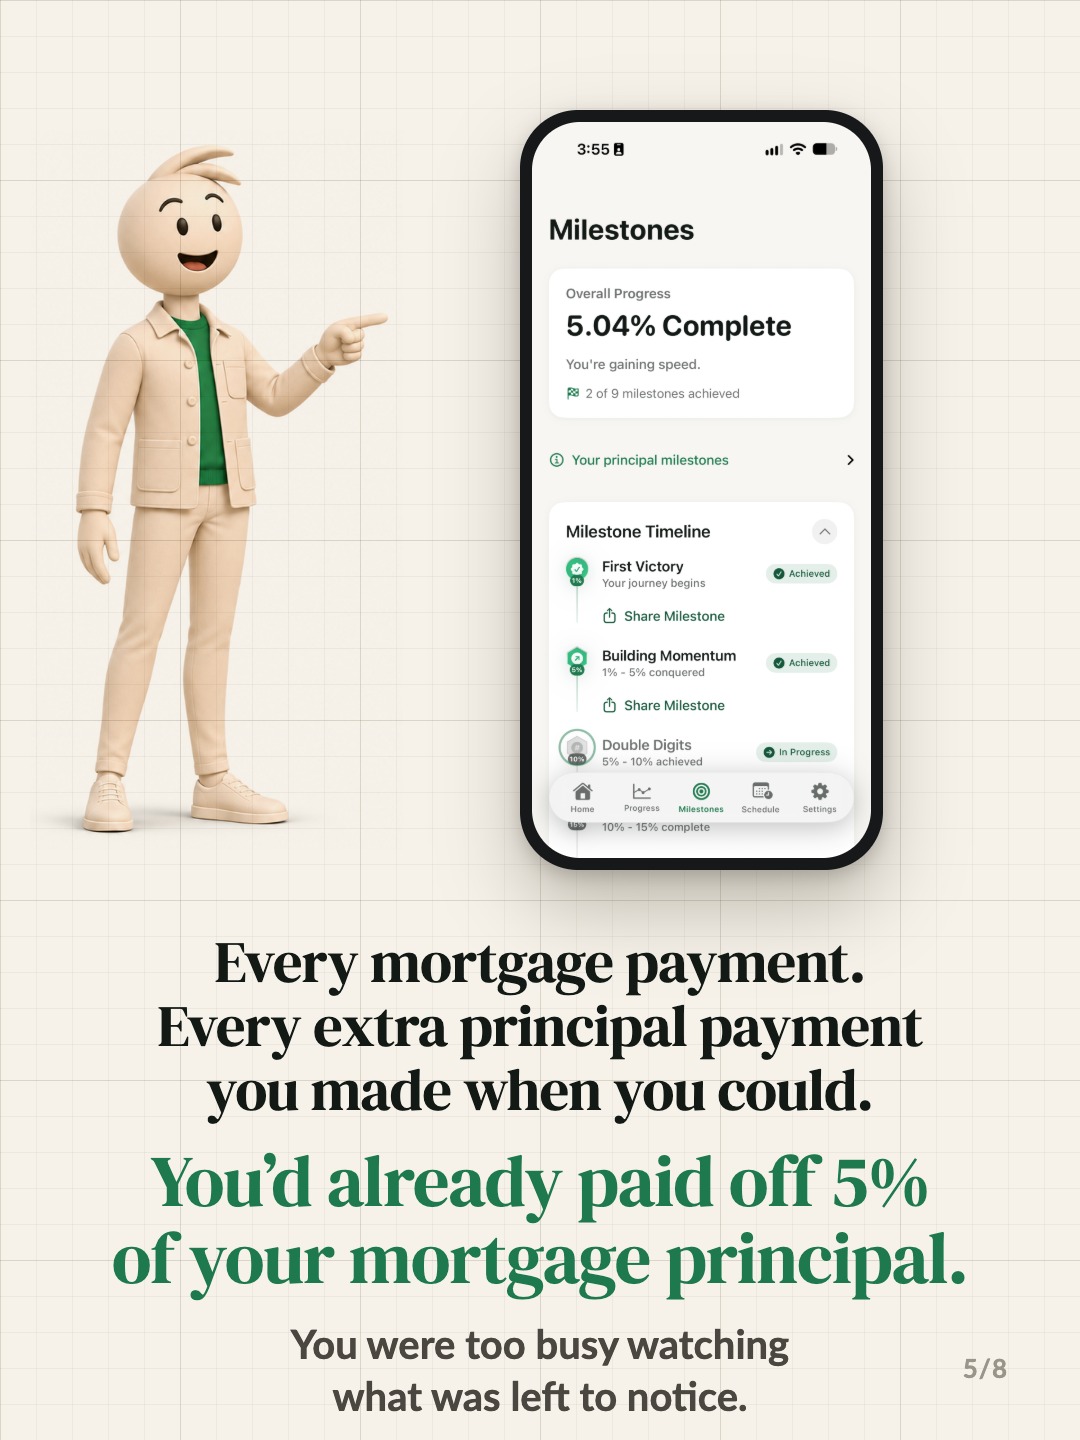 3:55
Milestones
Overall Progress
5.04% Complete
You're gaining speed.
2 of 9 milestones achieved
Your principal milestones
Milestone Timeline
First Victory
Achieved
Your journey begins
1%
Share Milestone
Building Momentum
Achieved
1% - 5% conquered
5%
Share Milestone
Double Digits
In Progress
5% - 10% achieved
10%
Home
Progress
Milestones
Schedule
Settings
15%
10% - 15% complete
Every mortgage payment.
Every extra principal payment
you made when you could.
You’d already paid off 5%
of your mortgage principal.
You were too busy watching
what was left to notice.
5/8